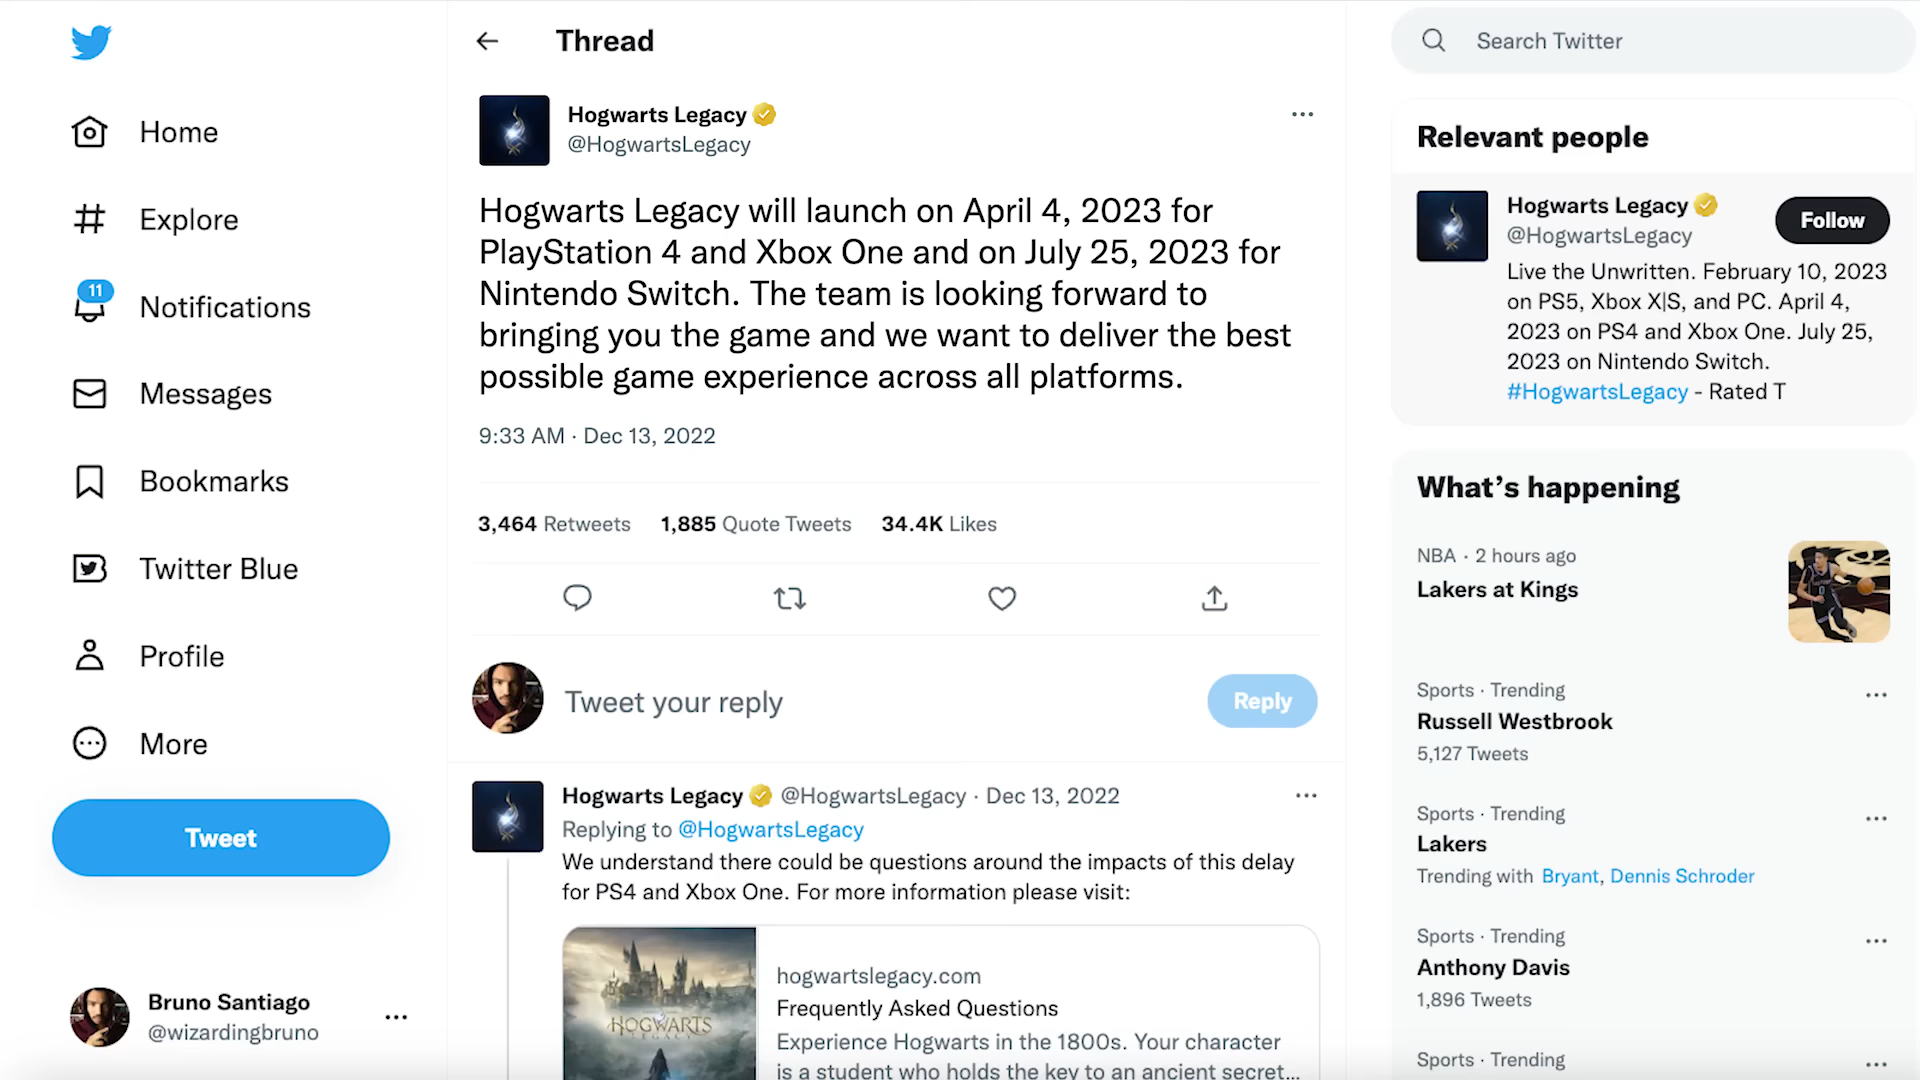 Home
Explore
11
Notifications
Messages
Bookmarks
Twitter Blue
Profile
More
Tweet
Bruno Santiago
@wizardingbruno
Thread
Hogwarts Legacy
@HogwartsLegacy
Hogwarts Legacy will launch on April 4, 2023 for
PlayStation 4 and Xbox One and on July 25, 2023 for
Nintendo Switch. The team is looking forward to
bringing you the game and we want to deliver the best
possible game experience across all platforms.
9:33 AM · Dec 13, 2022
3,464 Retweets 1,885 Quote Tweets 34.4K Likes
Tweet your reply
Reply
Hogwarts Legacy @HogwartsLegacy · Dec 13, 2022
Replying to @HogwartsLegacy
We understand there could be questions around the impacts of this delay
for PS4 and Xbox One. For more information please visit:
HOGWARTS
LEGACY
hogwartslegacy.com
Frequently Asked Questions
Experience Hogwarts in the 1800s. Your character
is a student who holds the key to an ancient secret...
Search Twitter
Relevant people
Hogwarts Legacy
@HogwartsLegacy
Follow
Live the Unwritten. February 10, 2023
on PS5, Xbox X|S, and PC. April 4,
2023 on PS4 and Xbox One. July 25,
2023 on Nintendo Switch.
#HogwartsLegacy - Rated T
What's happening
NBA · 2 hours ago
Lakers at Kings
Sports · Trending
Russell Westbrook
5,127 Tweets
Sports · Trending
Lakers
Trending with Bryant, Dennis Schroder
Sports · Trending
Anthony Davis
1,896 Tweets
Sports · Trending